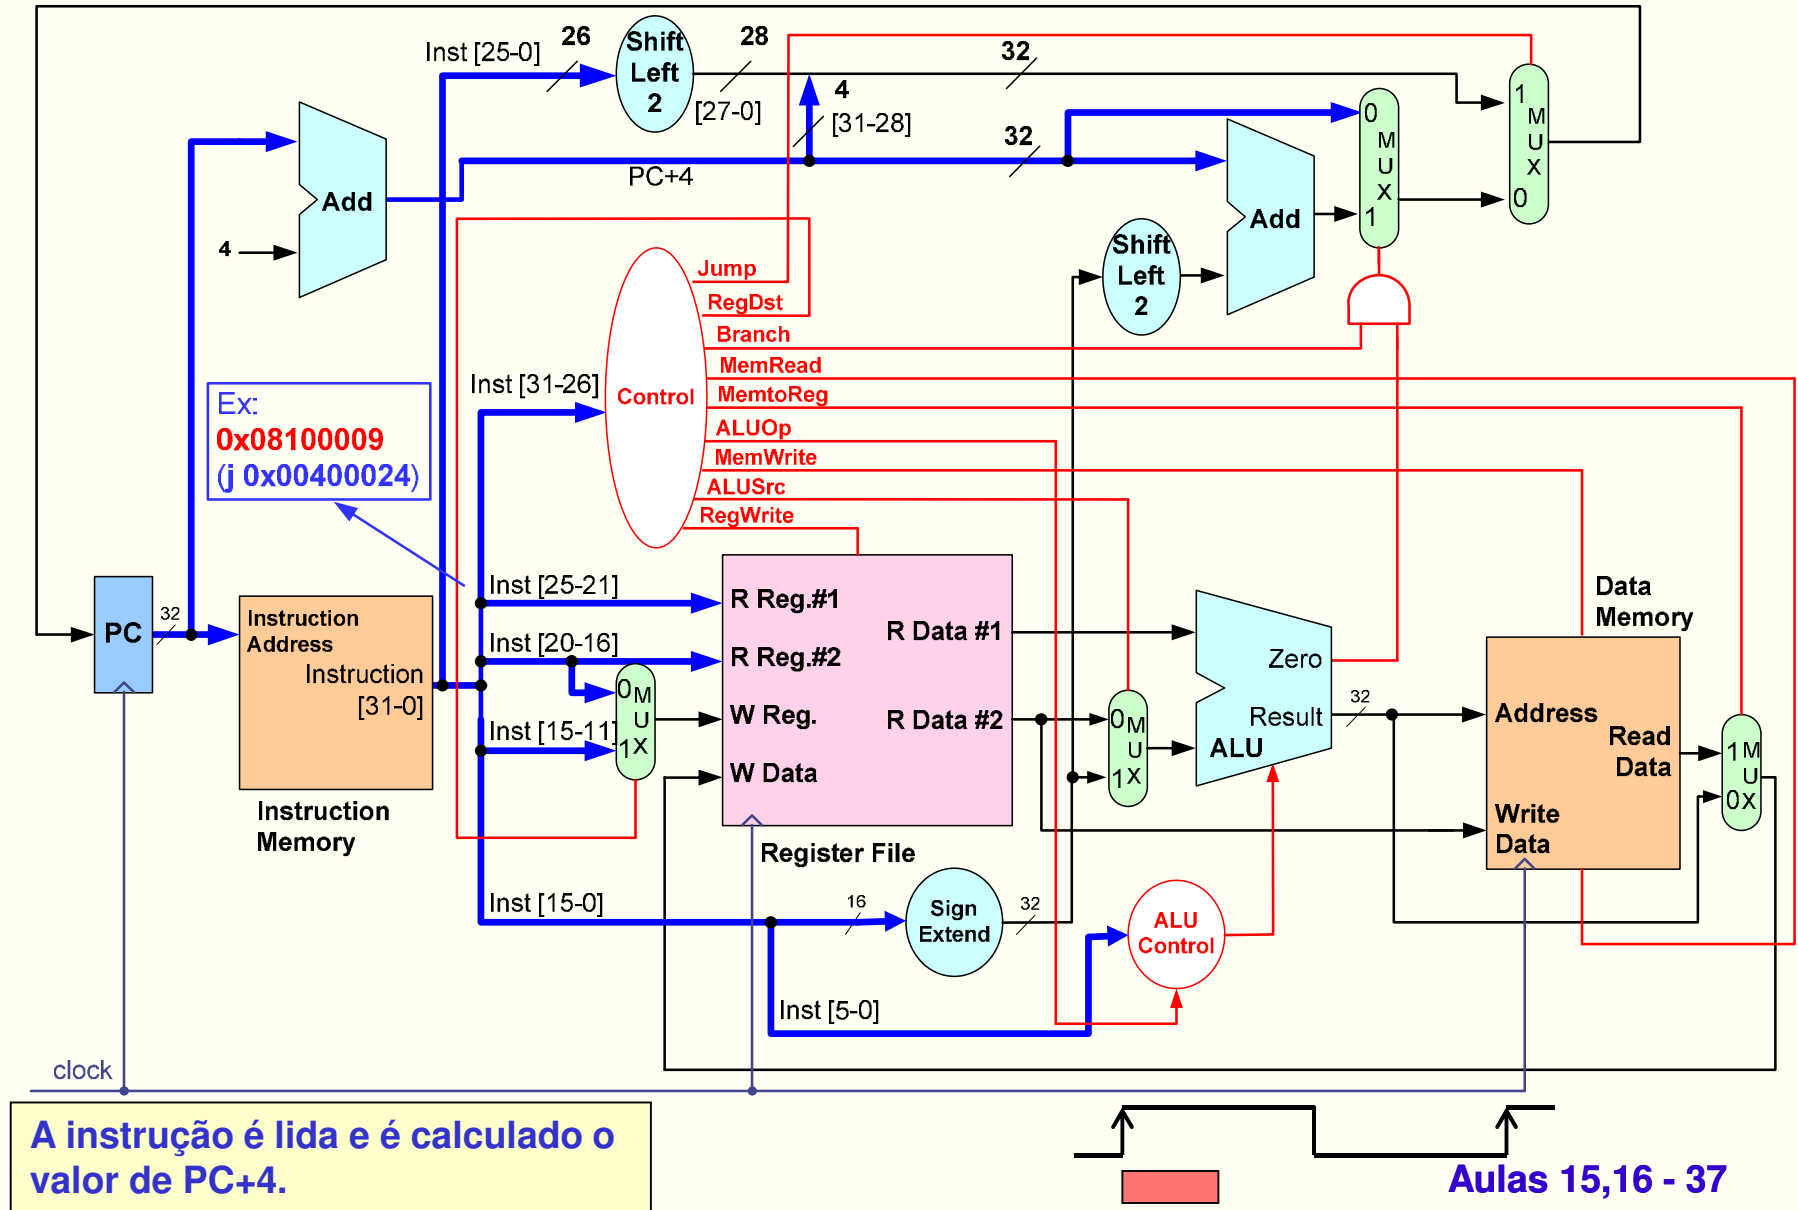 Inst [25-0]
26
Shift
Left
2
28
[27-0]
4
[31-28]
32
32
PC+4
1
M
U
X
0
0
M
U
X
1
Add
4
Add
Shift
Left
2
Jump
RegDst
Branch
MemRead
MemtoReg
ALUOp
MemWrite
ALUSrc
RegWrite
Control
Inst [31-26]
Ex:
0x08100009
(j 0x00400024)
PC
32
Instruction
Address
Instruction
[31-0]
Instruction
Memory
Inst [25-21]
Inst [20-16]
Inst [15-11]
0
M
U
1
X
R Reg.#1
R Reg.#2
W Reg.
W Data
R Data #1
R Data #2
Register File
0
M
U
1
X
Zero
Result
ALU
32
Data
Memory
Address
Read
Data
Write
Data
1
M
U
0
X
Inst [15-0]
16
Sign
Extend
32
ALU
Control
Inst [5-0]
clock
A instrução é lida e é calculado o
valor de PC+4.
Aulas 15,16 - 37